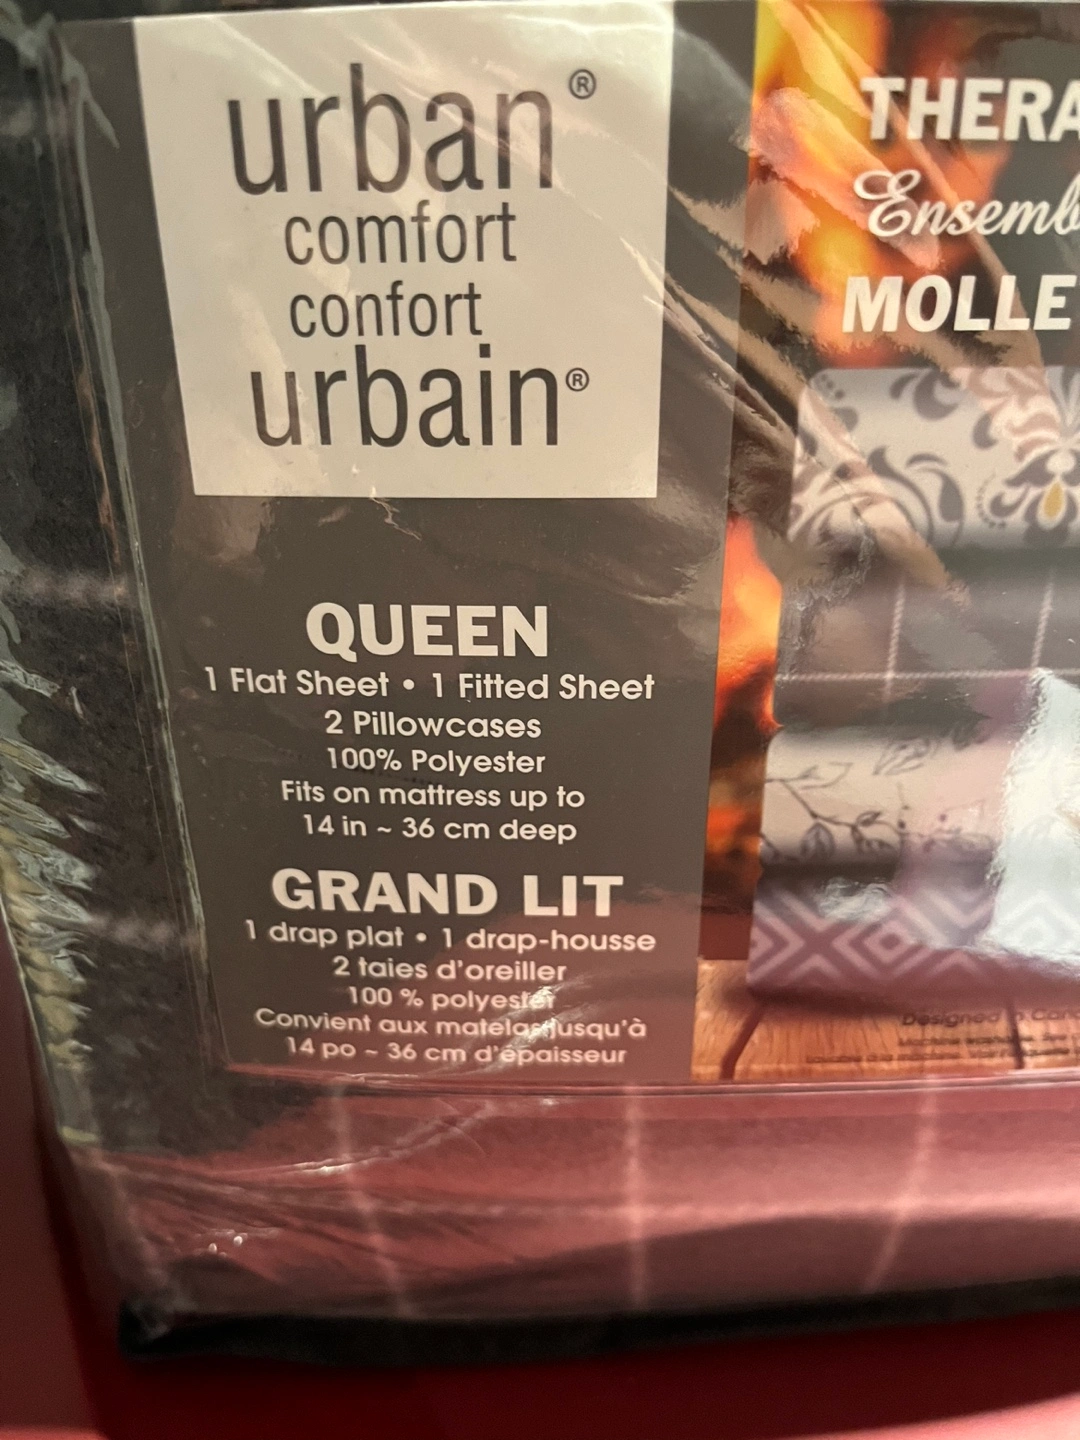 urban®
comfort
confort
urbain®
QUEEN
1 Flat Sheet • 1 Fitted Sheet
2 Pillowcases
100% Polyester
Fits on mattress up to
14 in ~ 36 cm deep
GRAND LIT
1 drap plat • 1 drap-housse
2 taies d'oreiller
100 % polyester
Convient aux matelas jusqu'à
14 po ~ 36 cm d'épaisseur
THERA
Ensemb
MOLLE
Designed